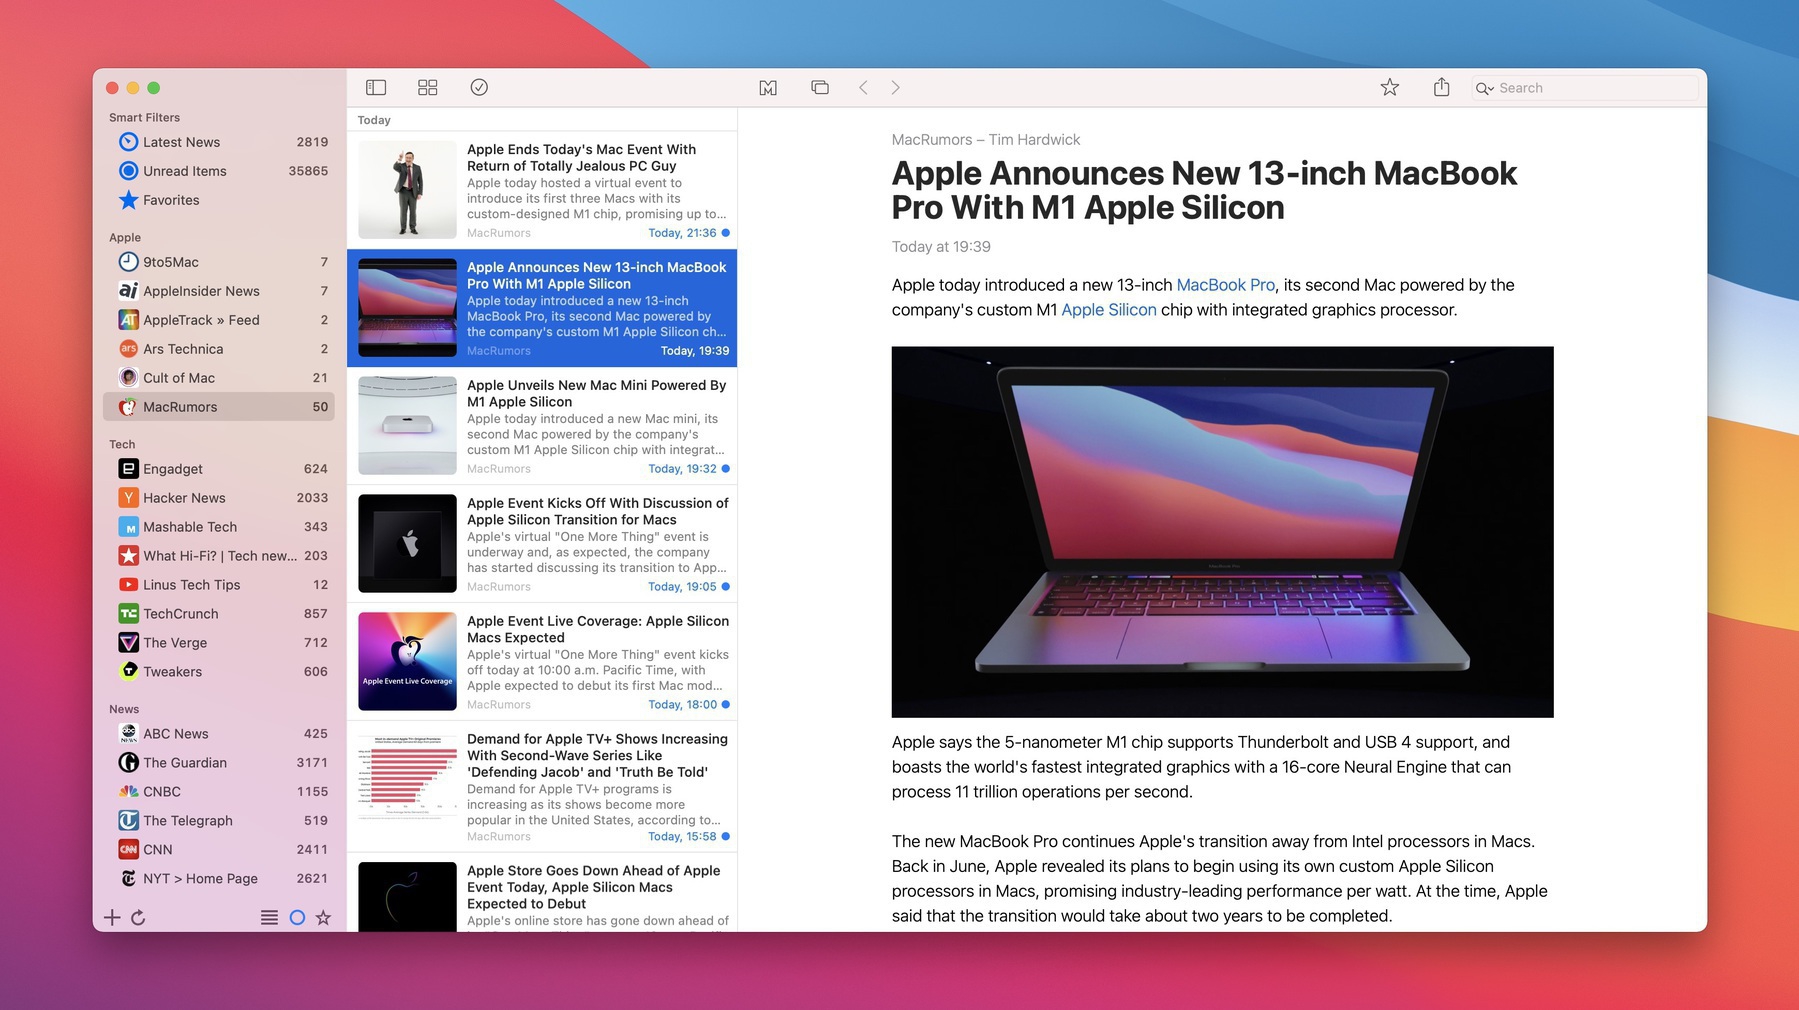 Smart Filters
Latest News 2819
Unread Items 35865
Favorites
Apple
9to5Mac 7
AppleInsider News 7
AppleTrack » Feed 2
Ars Technica 2
Cult of Mac 21
MacRumors 50
Tech
Engadget 624
Hacker News 2033
Mashable Tech 343
What Hi-Fi? | Tech new... 203
Linus Tech Tips 12
TechCrunch 857
The Verge 712
Tweakers 606
News
ABC News 425
The Guardian 3171
CNBC 1155
The Telegraph 519
CNN 2411
NYT > Home Page 2621
Today
Apple Ends Today's Mac Event With
Return of Totally Jealous PC Guy
Apple today hosted a virtual event to
introduce its first three Macs with its
custom-designed M1 chip, promising up to...
MacRumors Today, 21:36
Apple Announces New 13-inch MacBook
Pro With M1 Apple Silicon
Apple today introduced a new 13-inch
MacBook Pro, its second Mac powered by
the company's custom M1 Apple Silicon ch...
MacRumors Today, 19:39
Apple Unveils New Mac Mini Powered By
M1 Apple Silicon
Apple today introduced a new Mac mini, its
second Mac powered by the company's
custom M1 Apple Silicon chip with integrat...
MacRumors Today, 19:32
Apple Event Kicks Off With Discussion of
Apple Silicon Transition for Macs
Apple's virtual "One More Thing" event is
underway and, as expected, the company
has started discussing its transition to App...
MacRumors Today, 19:05
Apple Event Live Coverage
Apple Event Live Coverage: Apple Silicon
Macs Expected
Apple's virtual "One More Thing" event kicks
off today at 10:00 a.m. Pacific Time, with
Apple expected to debut its first Mac mod...
MacRumors Today, 18:00
Demand for Apple TV+ Shows Increasing
With Second-Wave Series Like
'Defending Jacob' and 'Truth Be Told'
Demand for Apple TV+ programs is
increasing as its shows become more
popular in the United States, according to...
MacRumors Today, 15:58
Apple Store Goes Down Ahead of Apple
Event Today, Apple Silicon Macs
Expected to Debut
Apple's online store has gone down ahead of
Search
MacRumors – Tim Hardwick
Apple Announces New 13-inch MacBook
Pro With M1 Apple Silicon
Today at 19:39
Apple today introduced a new 13-inch MacBook Pro, its second Mac powered by the
company's custom M1 Apple Silicon chip with integrated graphics processor.
Apple says the 5-nanometer M1 chip supports Thunderbolt and USB 4 support, and
boasts the world's fastest integrated graphics with a 16-core Neural Engine that can
process 11 trillion operations per second.
The new MacBook Pro continues Apple's transition away from Intel processors in Macs.
Back in June, Apple revealed its plans to begin using its own custom Apple Silicon
processors in Macs, promising industry-leading performance per watt. At the time, Apple
said that the transition would take about two years to be completed.